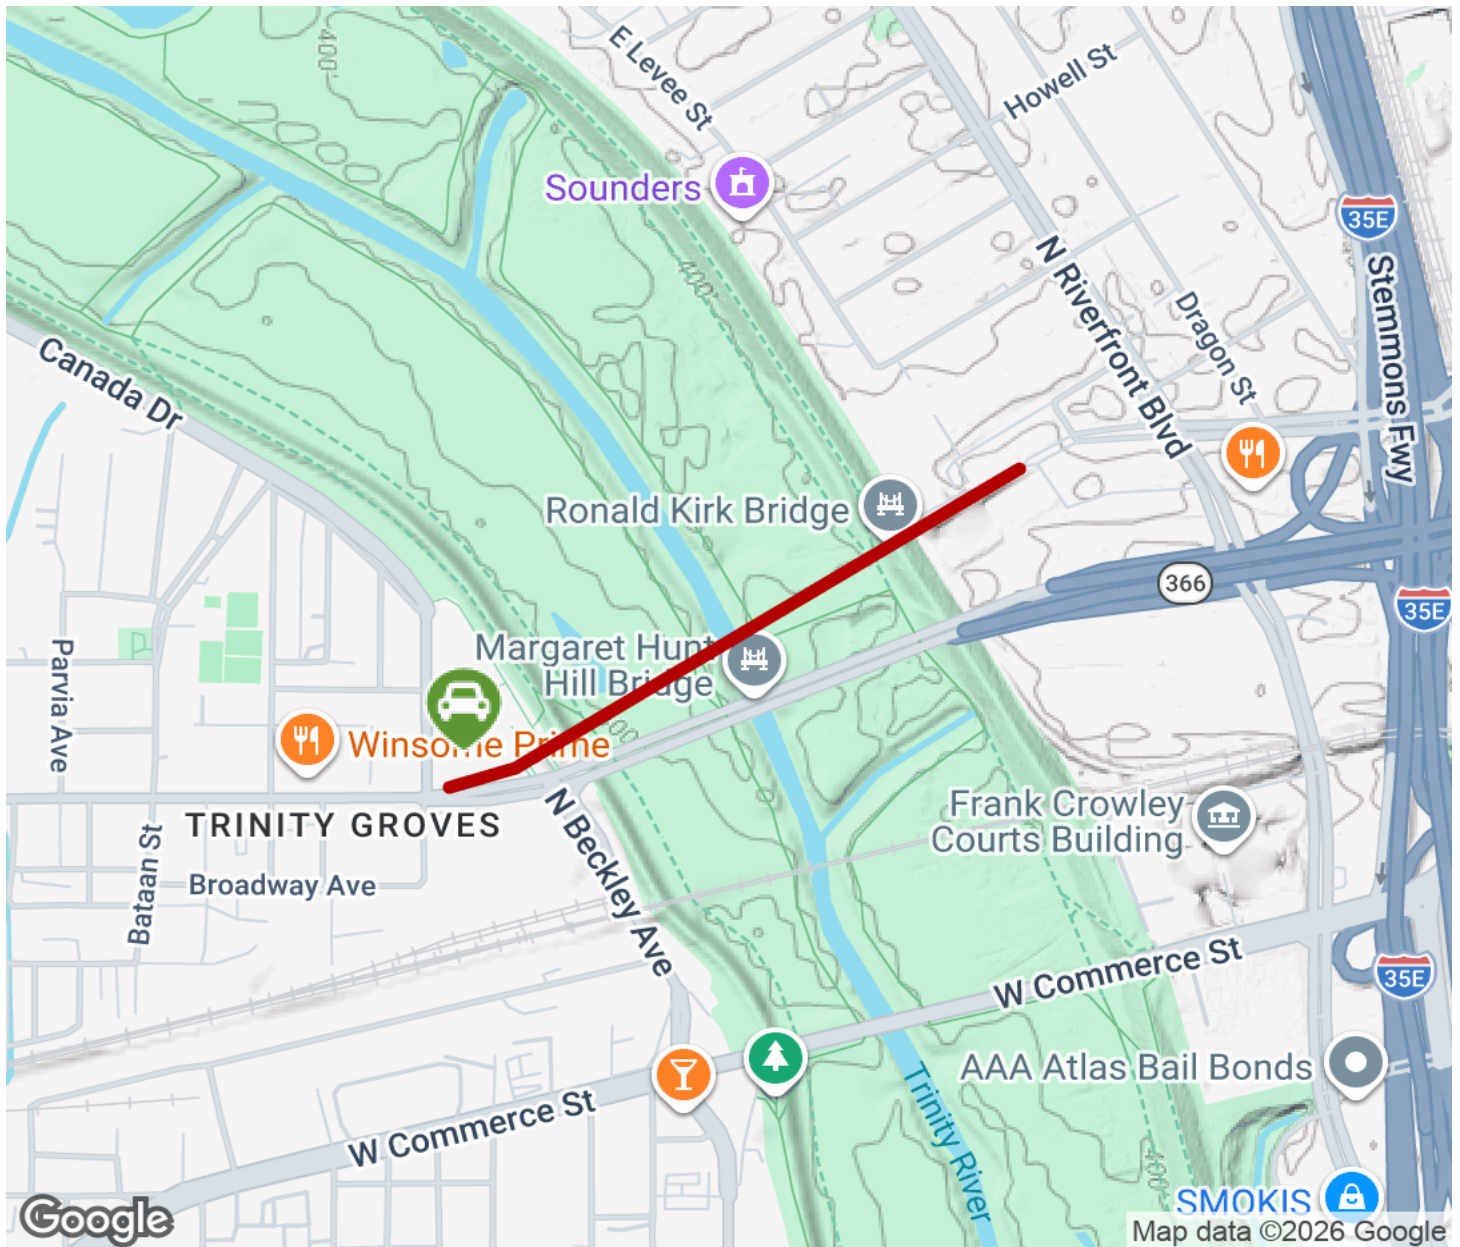 400'
E Levee St
Howell St
Sounders
35E
400'
N Riverfront Blvd
Dragon St
Stemmons Fwy
Canada Dr
Ronald Kirk Bridge
366
35E
Parvia Ave
Margaret Hunt
Hill Bridge
Winsome Prime
TRINITY GROVES
N Beckley Ave
Frank Crowley
Courts Building
Bataan St
Broadway Ave
W Commerce St
35E
AAA Atlas Bail Bonds
W Commerce St
Trinity River
400'
SMOKIS
Google
Map data ©2026 Google